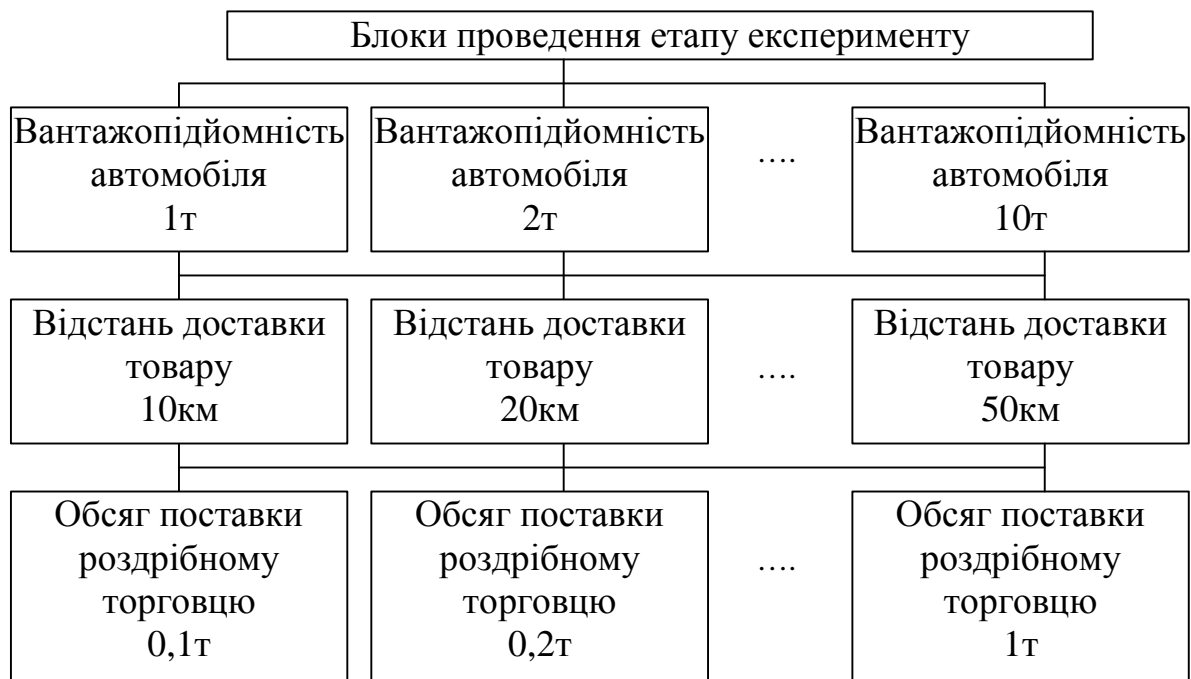 Блоки проведення етапу експерименту
Вантажопідйомність
автомобіля
1т
Вантажопідйомність
автомобіля
2т
....
Вантажопідйомність
автомобіля
10т
Відстань доставки
товару
10км
Відстань доставки
товару
20км
....
Відстань доставки
товару
50км
Обсяг поставки
роздрібному
торговцю
0,1т
Обсяг поставки
роздрібному
торговцю
0,2т
....
Обсяг поставки
роздрібному
торговцю
1т